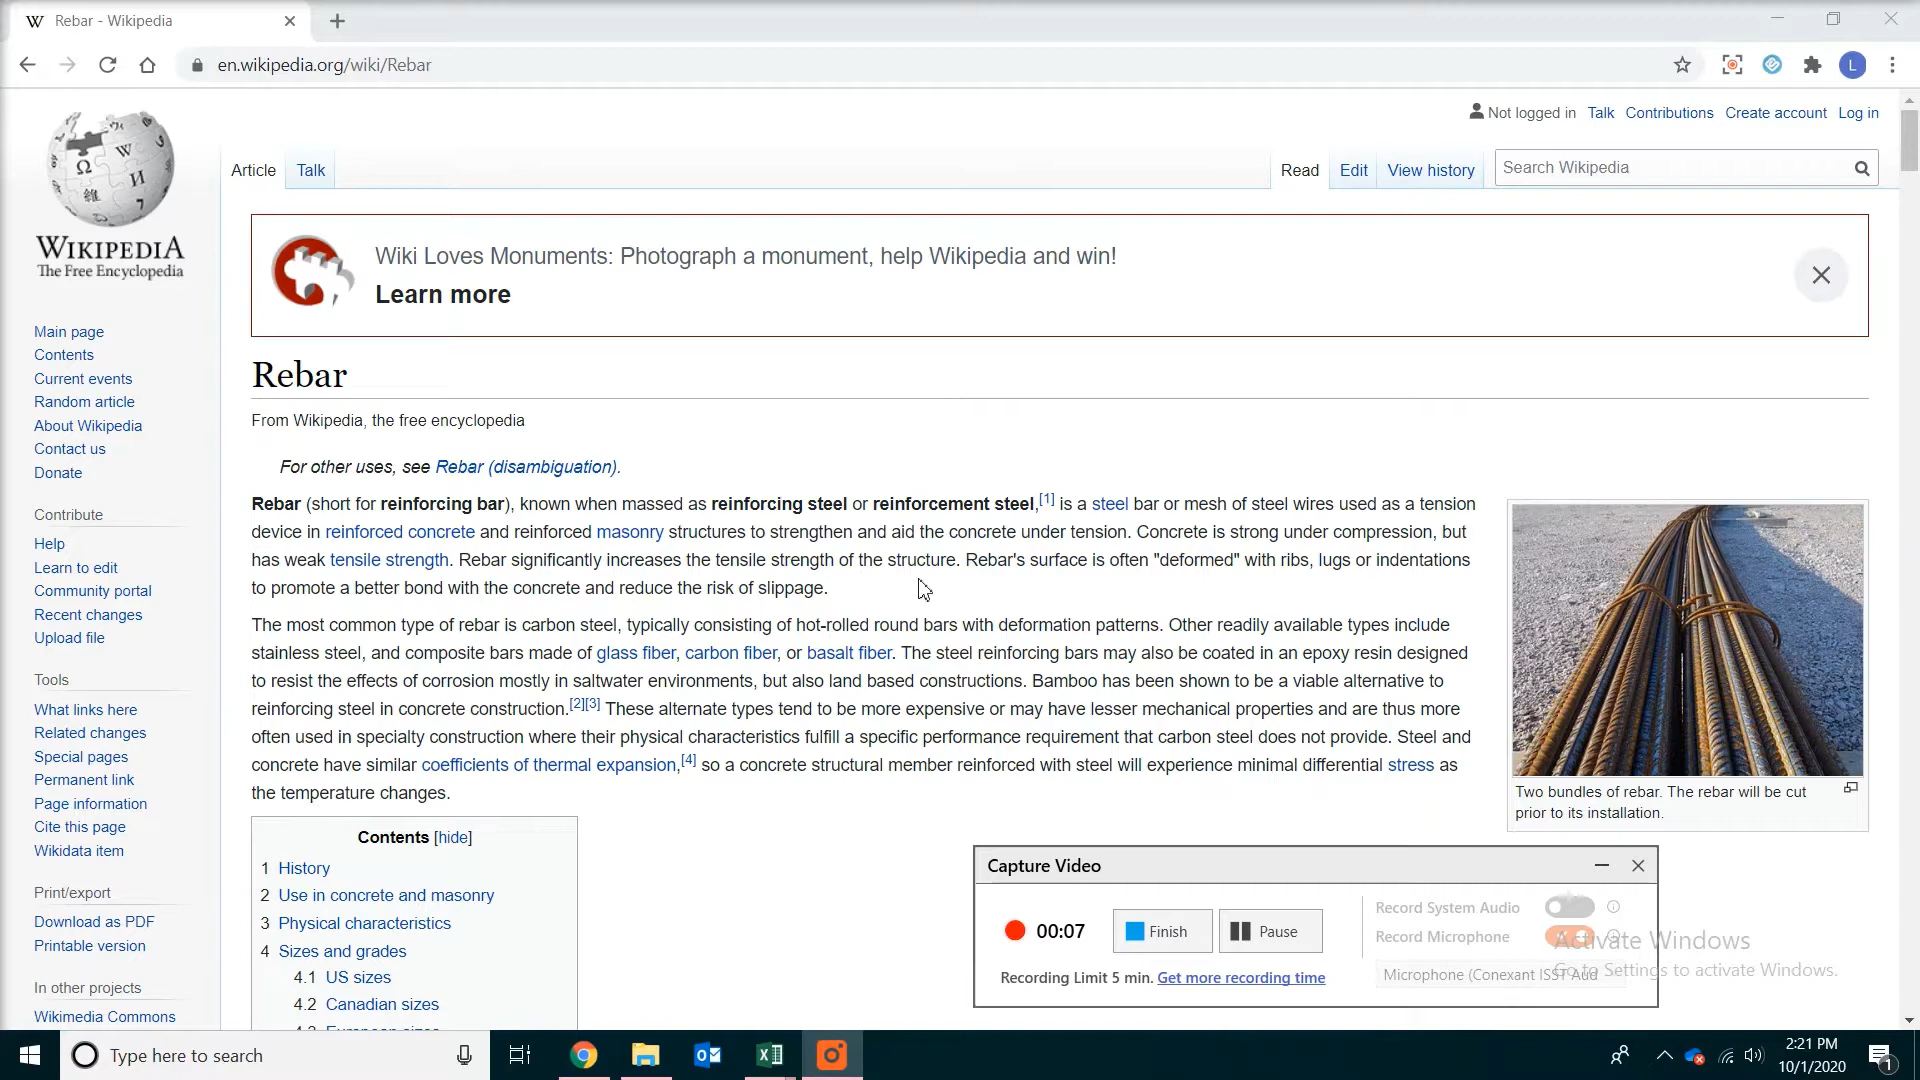 Rebar - Wikipedia
en.wikipedia.org/wiki/Rebar
L
Not logged in Talk Contributions Create account Log in
Article Talk Read Edit View history Search Wikipedia
WIKIPEDIA
The Free Encyclopedia
Wiki Loves Monuments: Photograph a monument, help Wikipedia and win!
Learn more
Main page
Contents
Current events
Random article
About Wikipedia
Contact us
Donate
Contribute
Help
Learn to edit
Community portal
Recent changes
Upload file
Tools
What links here
Related changes
Special pages
Permanent link
Page information
Cite this page
Wikidata item
Print/export
Download as PDF
Printable version
In other projects
Wikimedia Commons
Rebar
From Wikipedia, the free encyclopedia
For other uses, see Rebar (disambiguation).
Rebar (short for reinforcing bar), known when massed as reinforcing steel or reinforcement steel,[1] is a steel bar or mesh of steel wires used as a tension
device in reinforced concrete and reinforced masonry structures to strengthen and aid the concrete under tension. Concrete is strong under compression, but
has weak tensile strength. Rebar significantly increases the tensile strength of the structure. Rebar's surface is often "deformed" with ribs, lugs or indentations
to promote a better bond with the concrete and reduce the risk of slippage.
The most common type of rebar is carbon steel, typically consisting of hot-rolled round bars with deformation patterns. Other readily available types include
stainless steel, and composite bars made of glass fiber, carbon fiber, or basalt fiber. The steel reinforcing bars may also be coated in an epoxy resin designed
to resist the effects of corrosion mostly in saltwater environments, but also land based constructions. Bamboo has been shown to be a viable alternative to
reinforcing steel in concrete construction.[2][3] These alternate types tend to be more expensive or may have lesser mechanical properties and are thus more
often used in specialty construction where their physical characteristics fulfill a specific performance requirement that carbon steel does not provide. Steel and
concrete have similar coefficients of thermal expansion,[4] so a concrete structural member reinforced with steel will experience minimal differential stress as
the temperature changes.
Two bundles of rebar. The rebar will be cut
prior to its installation.
Contents [hide]
1 History
2 Use in concrete and masonry
3 Physical characteristics
4 Sizes and grades
4.1 US sizes
4.2 Canadian sizes
4.3 European sizes
Capture Video
00:07 Finish Pause
Recording Limit 5 min. Get more recording time
Record System Audio
Record Microphone
Microphone (Conexant ISST Aud
Activate Windows
Go to Settings to activate Windows.
Type here to search
2:21 PM
10/1/2020
1